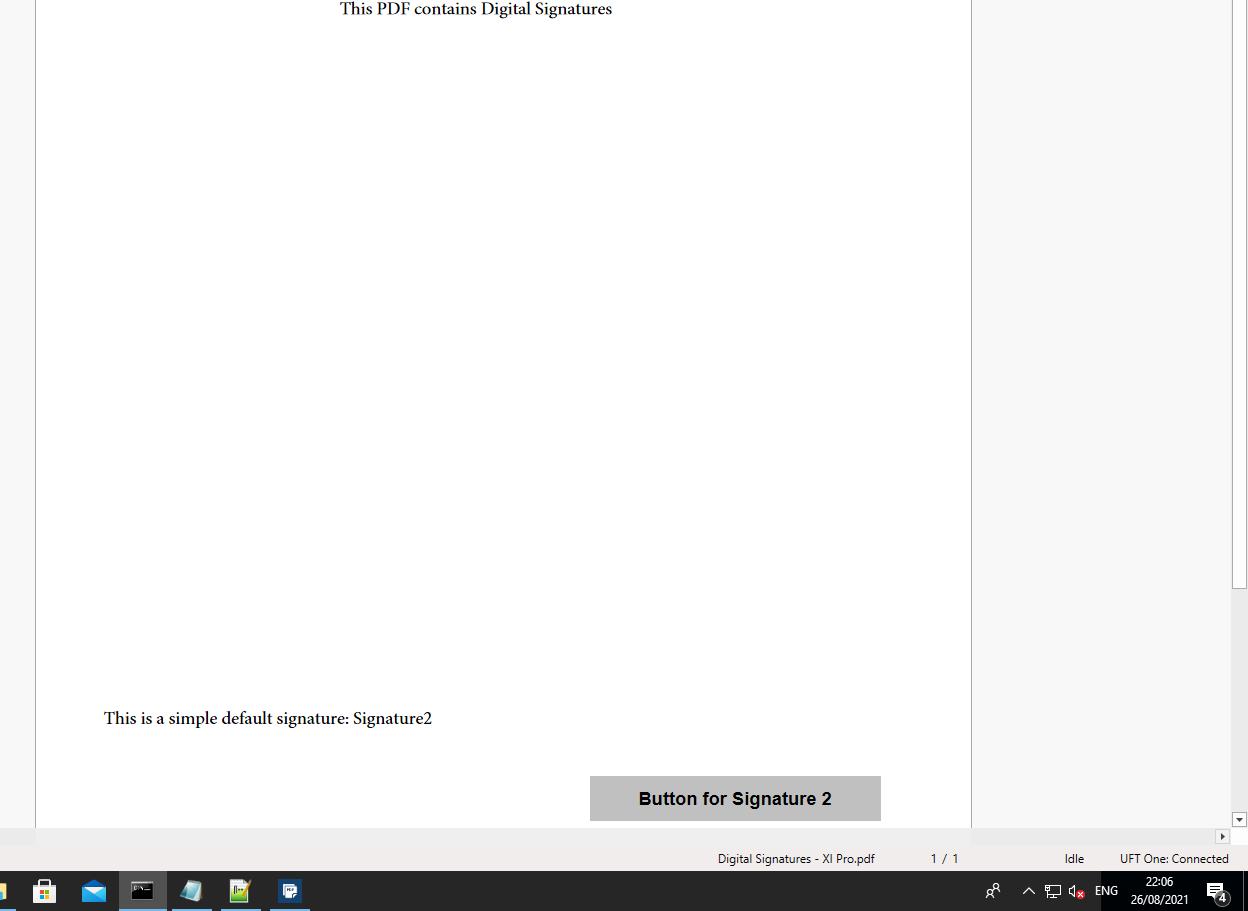 This PDF contains Digital Signatures
This is a simple default signature: Signature2
Button for Signature 2
Digital Signatures - XI Pro.pdf 1 / 1 Idle UFT One: Connected
ENG 22:06
26/08/2021 4